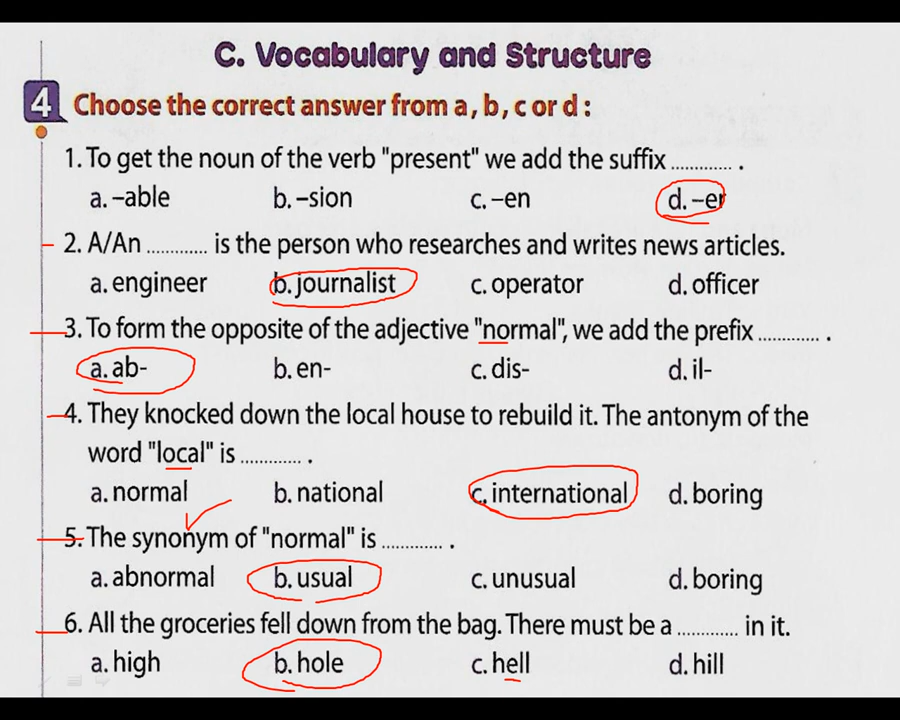 C. Vocabulary and Structure
4 Choose the correct answer from a, b, c or d :
1. To get the noun of the verb "present" we add the suffix ............ .
a. –able b. –sion c. –en d. –er
2. A/An ............ is the person who researches and writes news articles.
a. engineer b. journalist c. operator d. officer
3. To form the opposite of the adjective "normal", we add the prefix ............ .
a. ab- b. en- c. dis- d. il-
4. They knocked down the local house to rebuild it. The antonym of the
word "local" is ............ .
a. normal b. national c. international d. boring
5. The synonym of "normal" is ............ .
a. abnormal b. usual c. unusual d. boring
6. All the groceries fell down from the bag. There must be a ............ in it.
a. high b. hole c. hell d. hill